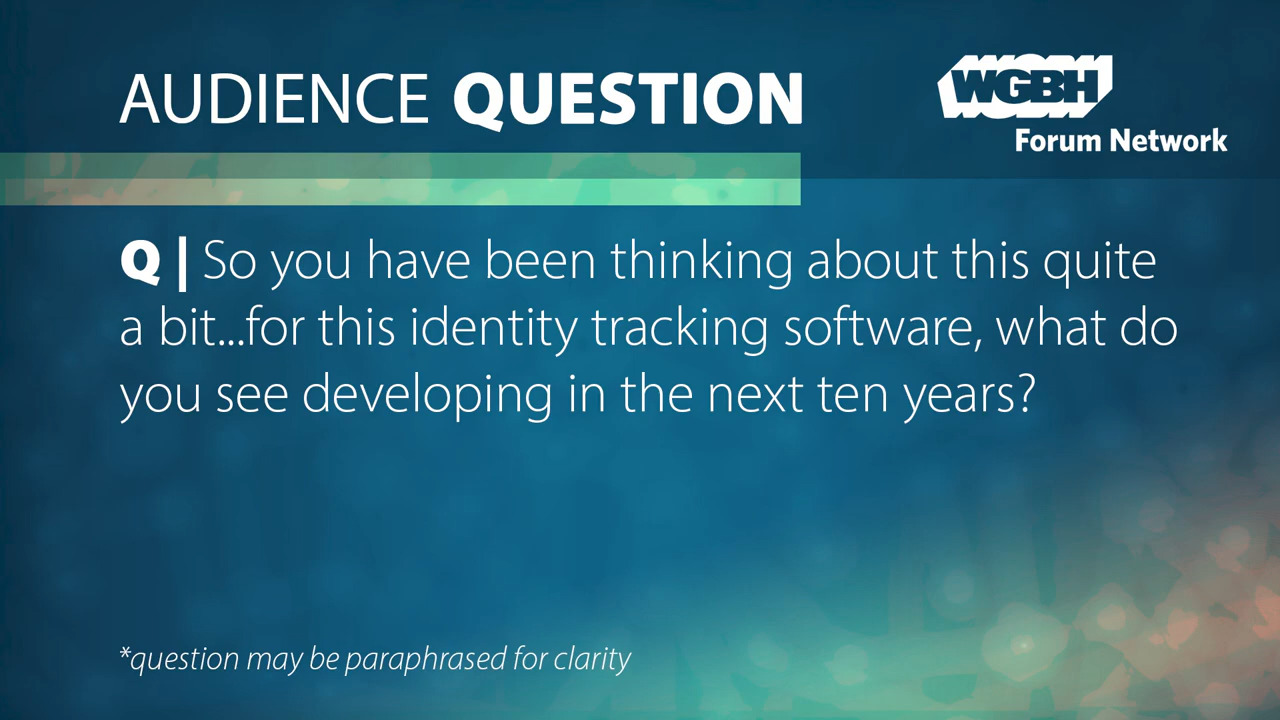 AUDIENCE QUESTION
WGBH
Forum Network
Q | So you have been thinking about this quite
a bit...for this identity tracking software, what do
you see developing in the next ten years?
*question may be paraphrased for clarity